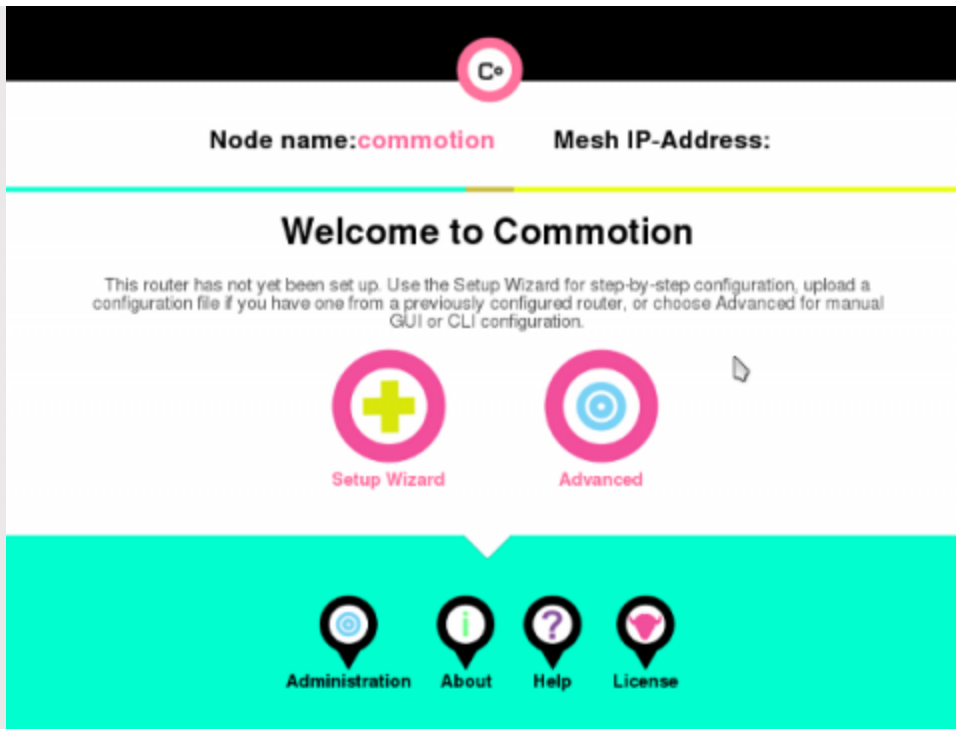 Co
Node name:commotion Mesh IP-Address:
Welcome to Commotion
This router has not yet been set up. Use the Setup Wizard for step-by-step configuration, upload a
configuration file if you have one from a previously configured router, or choose Advanced for manual
GUI or CLI configuration.
Setup Wizard Advanced
i ?
Administration About Help License